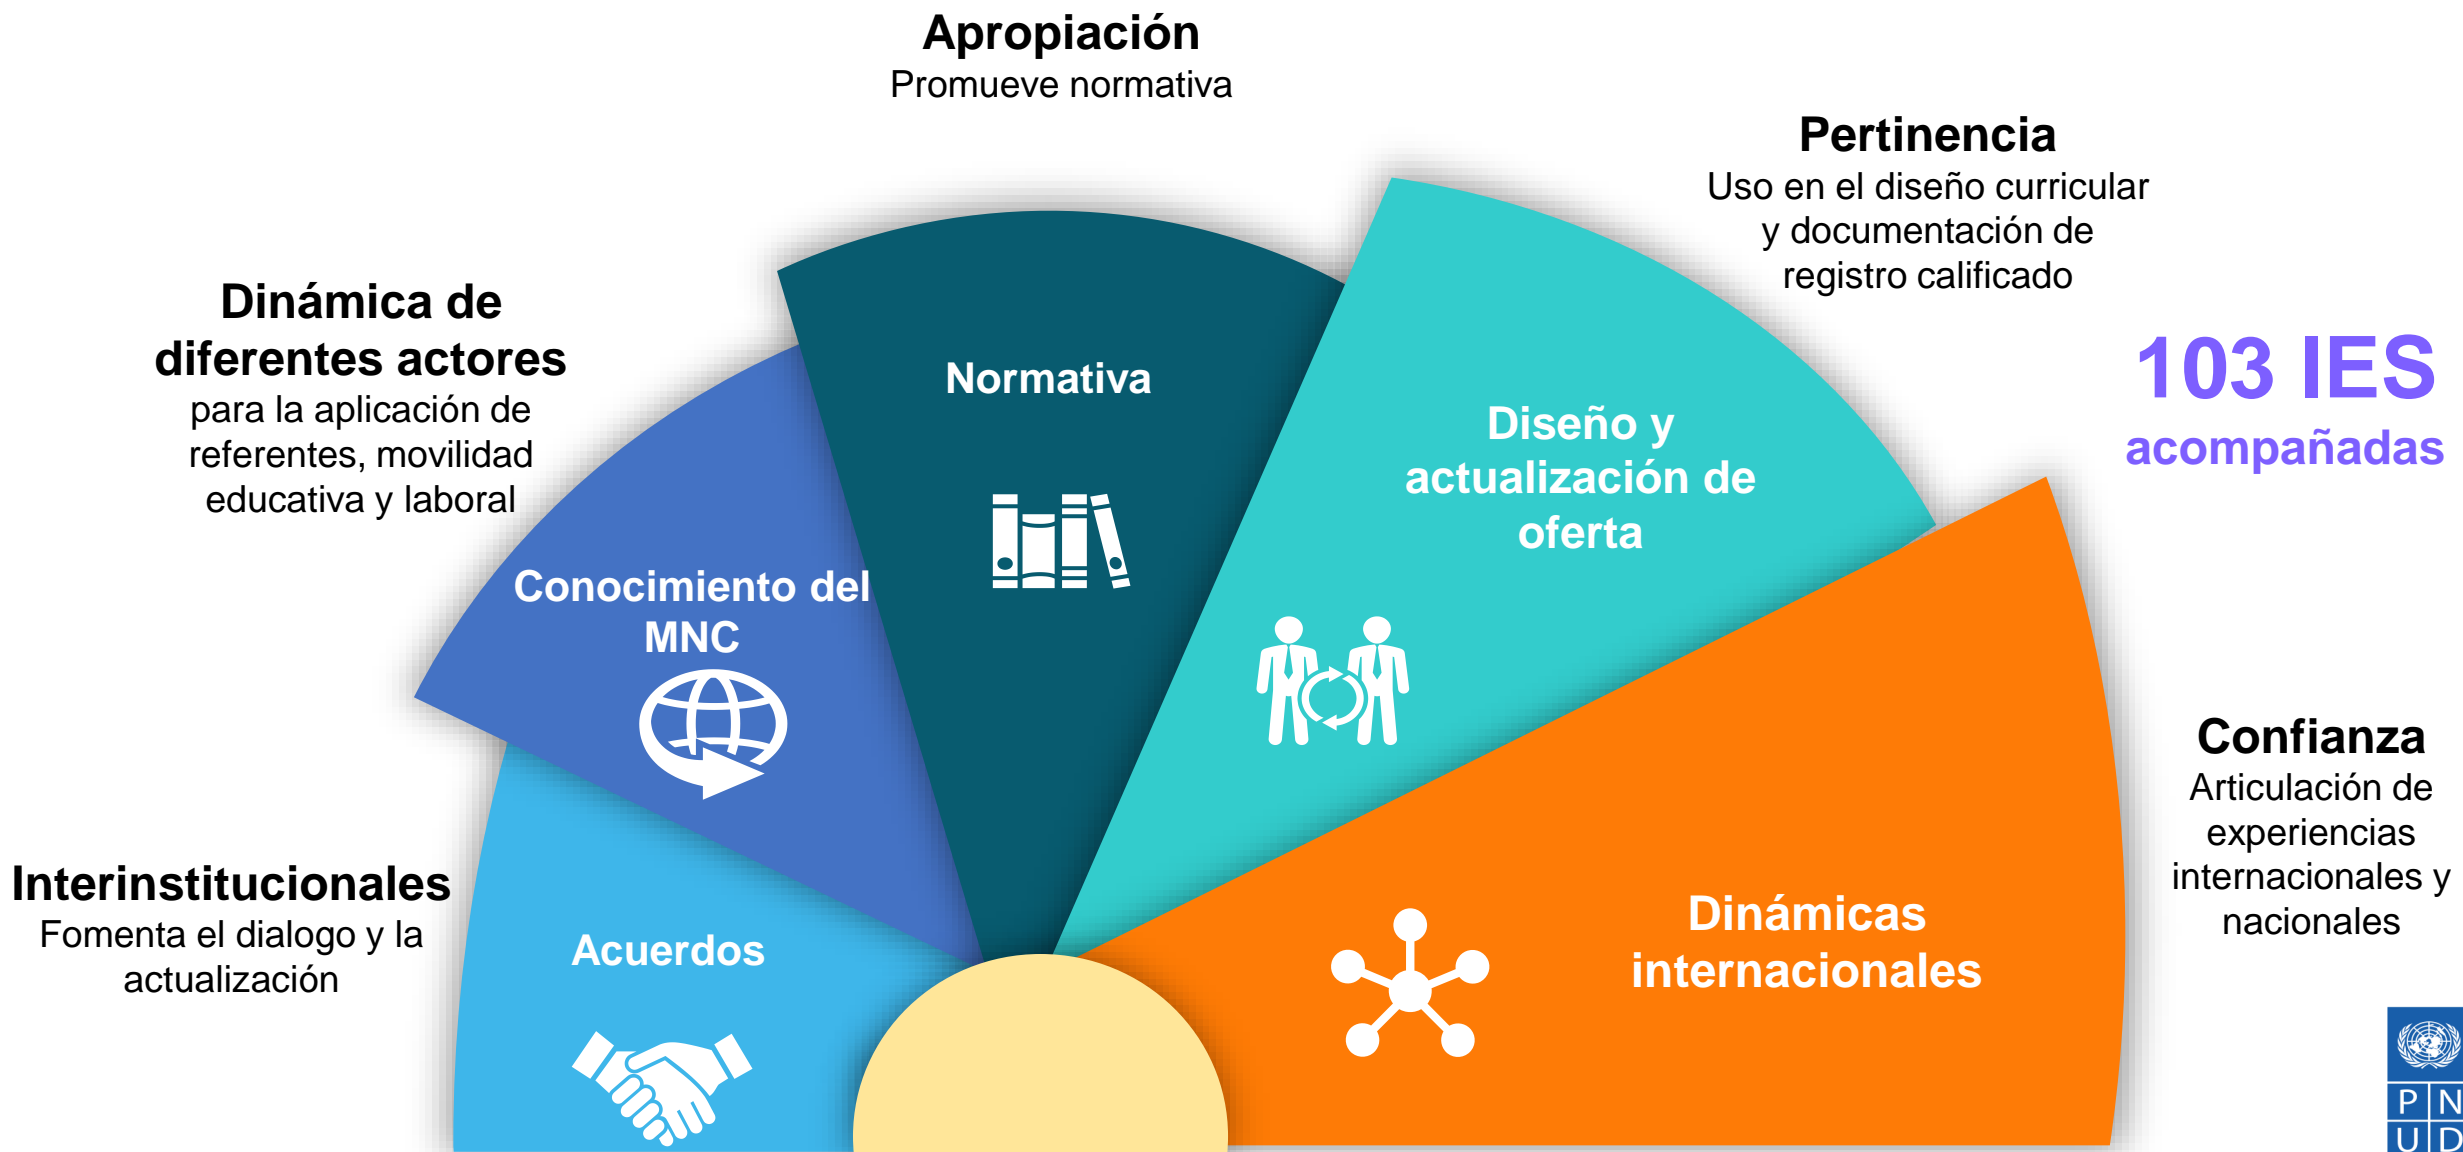 Apropiación
Promueve normativa
Pertinencia
Uso en el diseño curricular
y documentación de
registro calificado
Dinámica de
diferentes actores
para la aplicación de
referentes, movilidad
educativa y laboral
103 IES
acompañadas
Normativa
Diseño y
actualización de
oferta
Conocimiento del
MNC
Confianza
Articulación de
experiencias
internacionales y
nacionales
Interinstitucionales
Fomenta el dialogo y la
actualización
Acuerdos
Dinámicas
internacionales
P N
U D